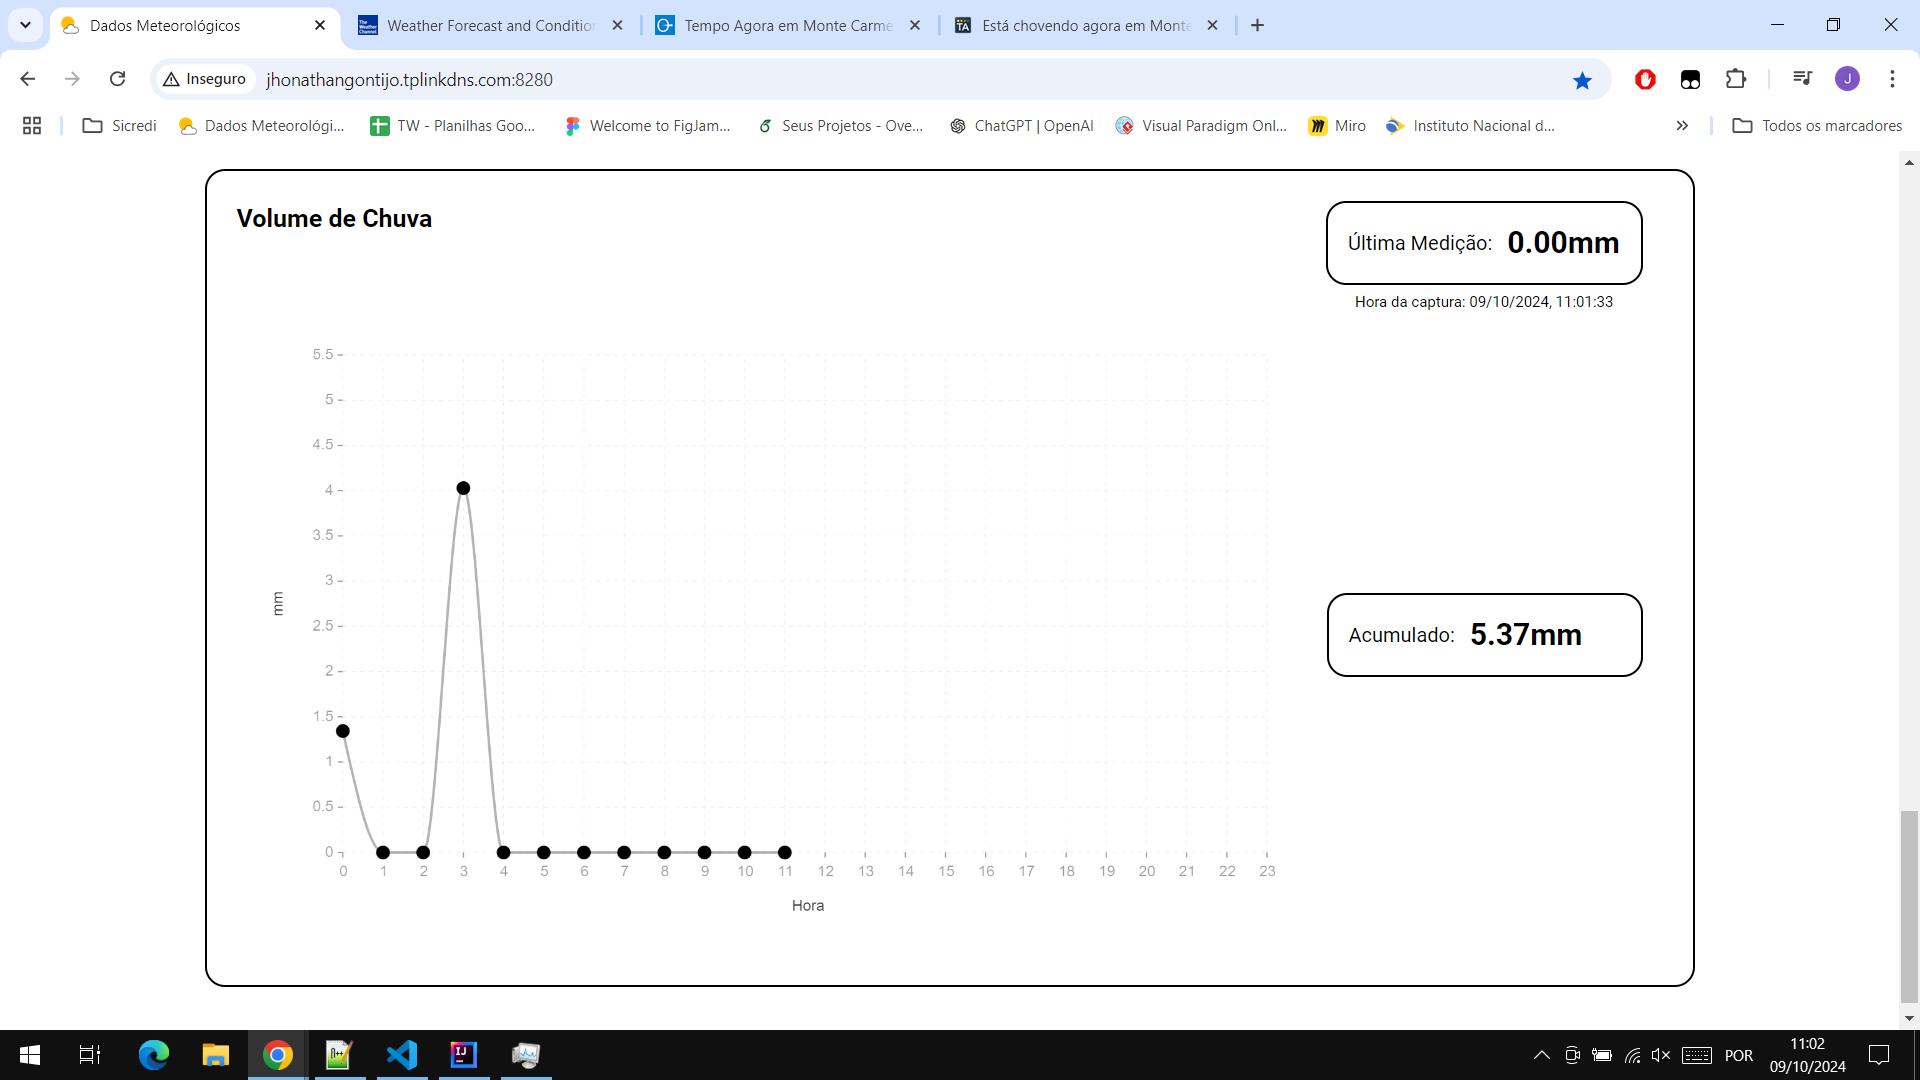 Dados Meteorológicos
Weather Forecast and Condition
Tempo Agora em Monte Carme
Está chovendo agora em Monte
Inseguro
jhonathangontijo.tplinkdns.com:8280
J
Sicredi
Dados Meteorológi...
TW - Planilhas Goo...
Welcome to FigJam...
Seus Projetos - Ove...
ChatGPT | OpenAI
Visual Paradigm Onl...
Miro
Instituto Nacional d...
Todos os marcadores
Volume de Chuva
Última Medição: 0.00mm
Hora da captura: 09/10/2024, 11:01:33
5.5
5
4.5
4
3.5
3
2.5
2
1.5
1
0.5
0
mm
0 1 2 3 4 5 6 7 8 9 10 11 12 13 14 15 16 17 18 19 20 21 22 23
Hora
Acumulado: 5.37mm
POR
11:02
09/10/2024